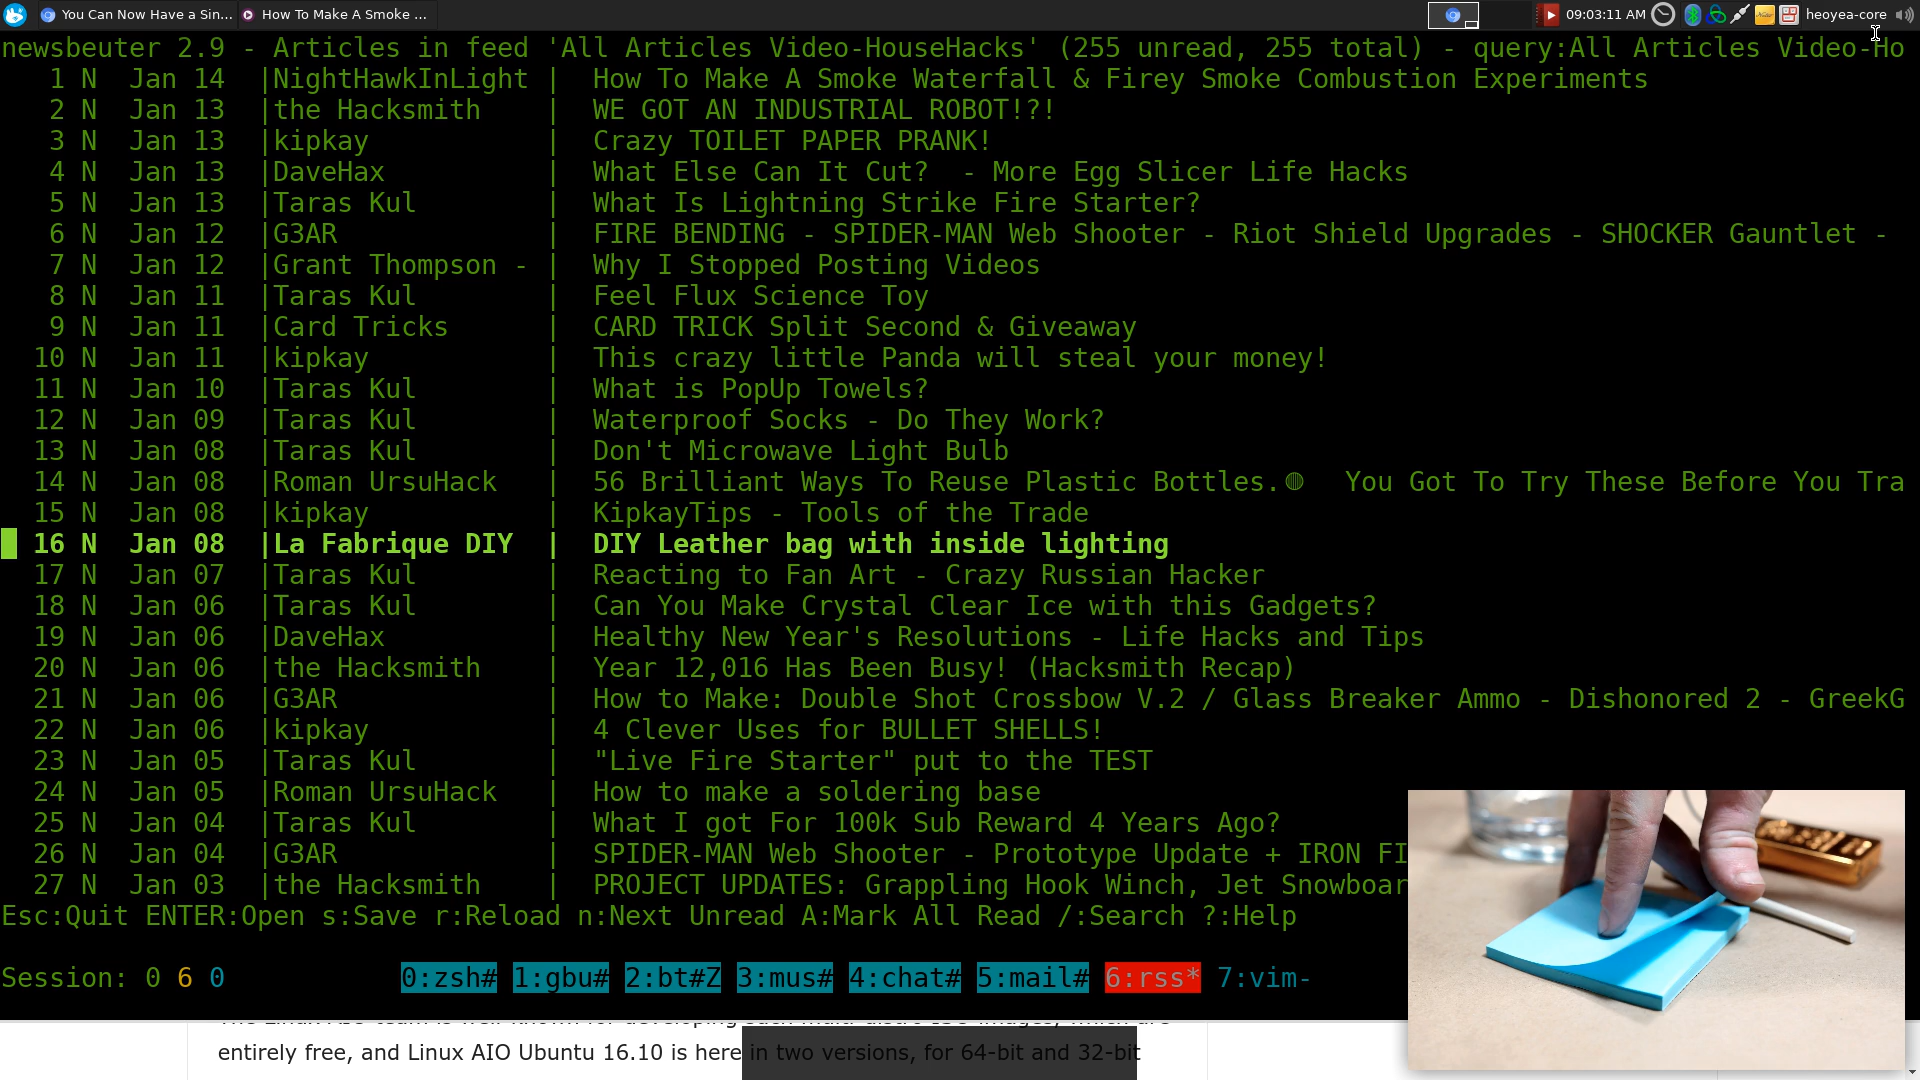 You Can Now Have a Sin... How To Make A Smoke ... 09:03:11 AM heoyea-core
newsbeuter 2.9 - Articles in feed 'All Articles Video-HouseHacks' (255 unread, 255 total) - query:All Articles Video-Ho
1 N Jan 14 |NightHawkInLight | How To Make A Smoke Waterfall & Firey Smoke Combustion Experiments
2 N Jan 13 |the Hacksmith | WE GOT AN INDUSTRIAL ROBOT!?!
3 N Jan 13 |kipkay | Crazy TOILET PAPER PRANK!
4 N Jan 13 |DaveHax | What Else Can It Cut? - More Egg Slicer Life Hacks
5 N Jan 13 |Taras Kul | What Is Lightning Strike Fire Starter?
6 N Jan 12 |G3AR | FIRE BENDING - SPIDER-MAN Web Shooter - Riot Shield Upgrades - SHOCKER Gauntlet -
7 N Jan 12 |Grant Thompson - | Why I Stopped Posting Videos
8 N Jan 11 |Taras Kul | Feel Flux Science Toy
9 N Jan 11 |Card Tricks | CARD TRICK Split Second & Giveaway
10 N Jan 11 |kipkay | This crazy little Panda will steal your money!
11 N Jan 10 |Taras Kul | What is PopUp Towels?
12 N Jan 09 |Taras Kul | Waterproof Socks - Do They Work?
13 N Jan 08 |Taras Kul | Don't Microwave Light Bulb
14 N Jan 08 |Roman UrsuHack | 56 Brilliant Ways To Reuse Plastic Bottles.◍ You Got To Try These Before You Tra
15 N Jan 08 |kipkay | KipkayTips - Tools of the Trade
16 N Jan 08 |La Fabrique DIY | DIY Leather bag with inside lighting
17 N Jan 07 |Taras Kul | Reacting to Fan Art - Crazy Russian Hacker
18 N Jan 06 |Taras Kul | Can You Make Crystal Clear Ice with this Gadgets?
19 N Jan 06 |DaveHax | Healthy New Year's Resolutions - Life Hacks and Tips
20 N Jan 06 |the Hacksmith | Year 12,016 Has Been Busy! (Hacksmith Recap)
21 N Jan 06 |G3AR | How to Make: Double Shot Crossbow V.2 / Glass Breaker Ammo - Dishonored 2 - GreekG
22 N Jan 06 |kipkay | 4 Clever Uses for BULLET SHELLS!
23 N Jan 05 |Taras Kul | "Live Fire Starter" put to the TEST
24 N Jan 05 |Roman UrsuHack | How to make a soldering base
25 N Jan 04 |Taras Kul | What I got For 100k Sub Reward 4 Years Ago?
26 N Jan 04 |G3AR | SPIDER-MAN Web Shooter - Prototype Update + IRON FI
27 N Jan 03 |the Hacksmith | PROJECT UPDATES: Grappling Hook Winch, Jet Snowboar
Esc:Quit ENTER:Open s:Save r:Reload n:Next Unread A:Mark All Read /:Search ?:Help
Session: 0 6 0 0:zsh# 1:gbu# 2:bt#Z 3:mus# 4:chat# 5:mail# 6:rss* 7:vim-
entirely free, and Linux AIO Ubuntu 16.10 is here in two versions, for 64-bit and 32-bit